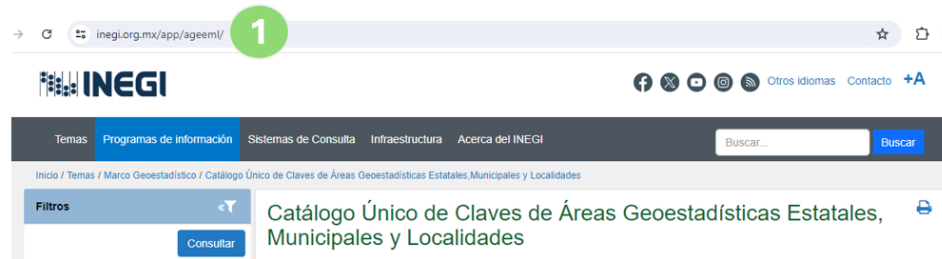 inegi.org.mx/app/ageeml/
1
INEGI
Otros idiomas Contacto +A
Temas Programas de información Sistemas de Consulta Infraestructura Acerca del INEGI Buscar... Buscar
Inicio / Temas / Marco Geoestadístico / Catálogo Único de Claves de Áreas Geoestadísticas Estatales,Municipales y Localidades
Filtros
Consultar
Catálogo Único de Claves de Áreas Geoestadísticas Estatales,
Municipales y Localidades